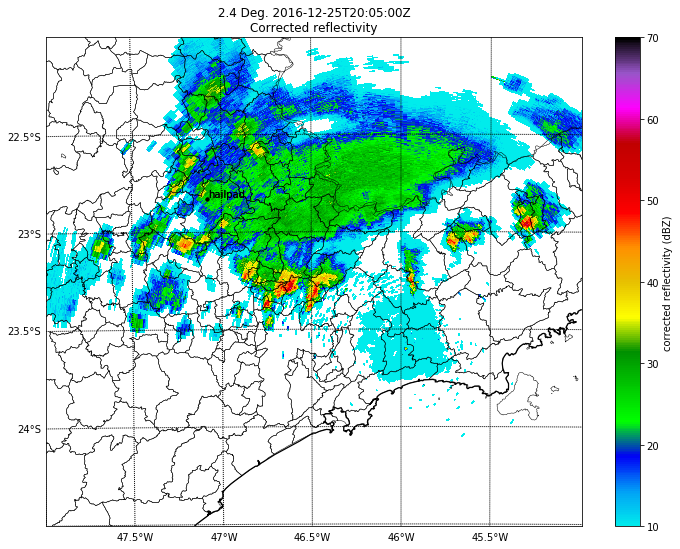 2.4 Deg. 2016-12-25T20:05:00Z
Corrected reflectivity
70
60
50
40
30
20
10
corrected reflectivity (dBZ)
22.5°S
23°S
23.5°S
24°S
hailpad
47.5°W
47°W
46.5°W
46°W
45.5°W